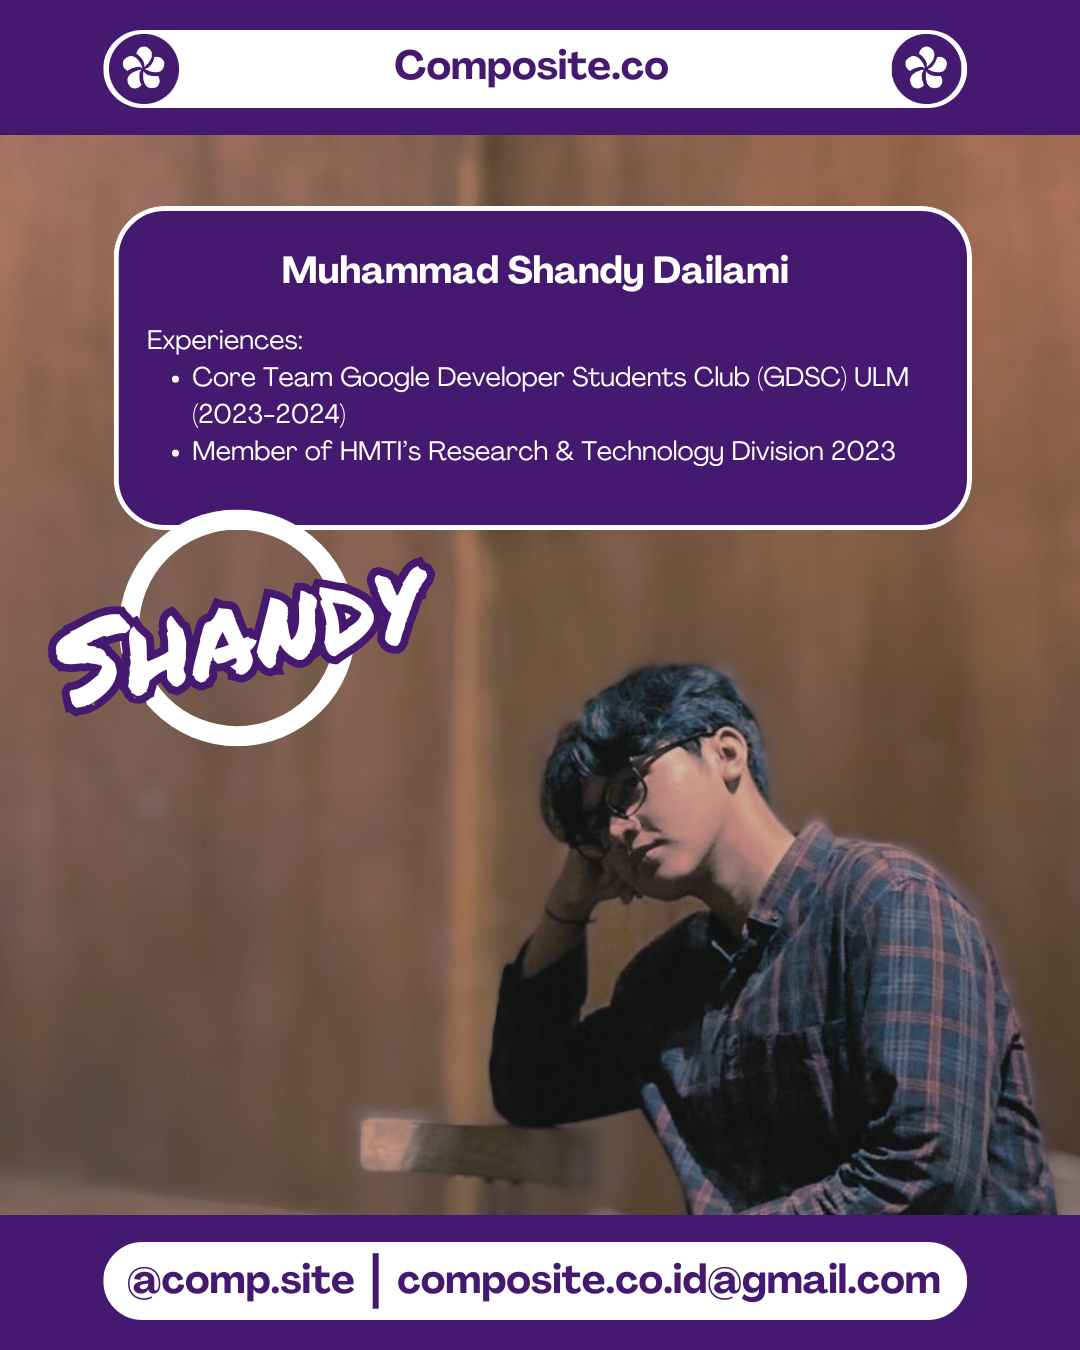 Composite.co
Muhammad Shandy Dailami
Experiences:
• Core Team Google Developer Students Club (GDSC) ULM
(2023-2024)
• Member of HMTI's Research & Technology Division 2023
SHANDY
@comp.site | composite.co.id@gmail.com